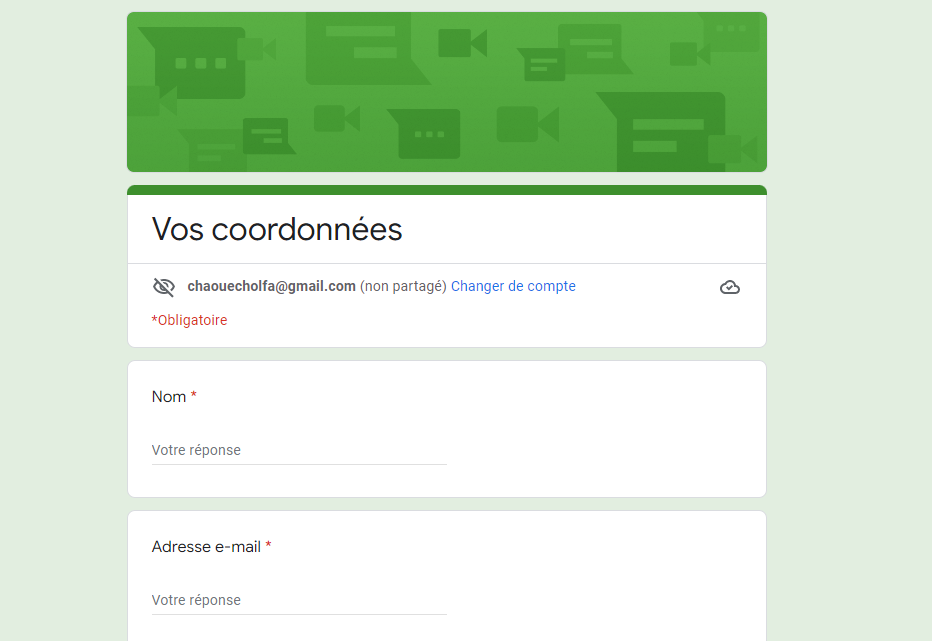 Vos coordonnées
chaouecholfa@gmail.com (non partagé) Changer de compte
*Obligatoire
Nom *
Votre réponse
Adresse e-mail *
Votre réponse